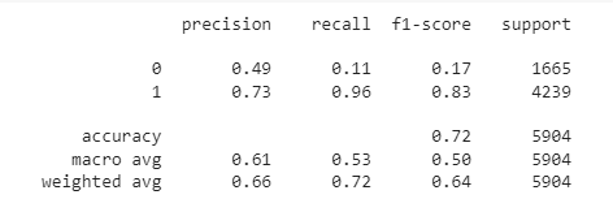 precision recall f1-score support
0 0.49 0.11 0.17 1665
1 0.73 0.96 0.83 4239
accuracy 0.72 5904
macro avg 0.61 0.53 0.50 5904
weighted avg 0.66 0.72 0.64 5904